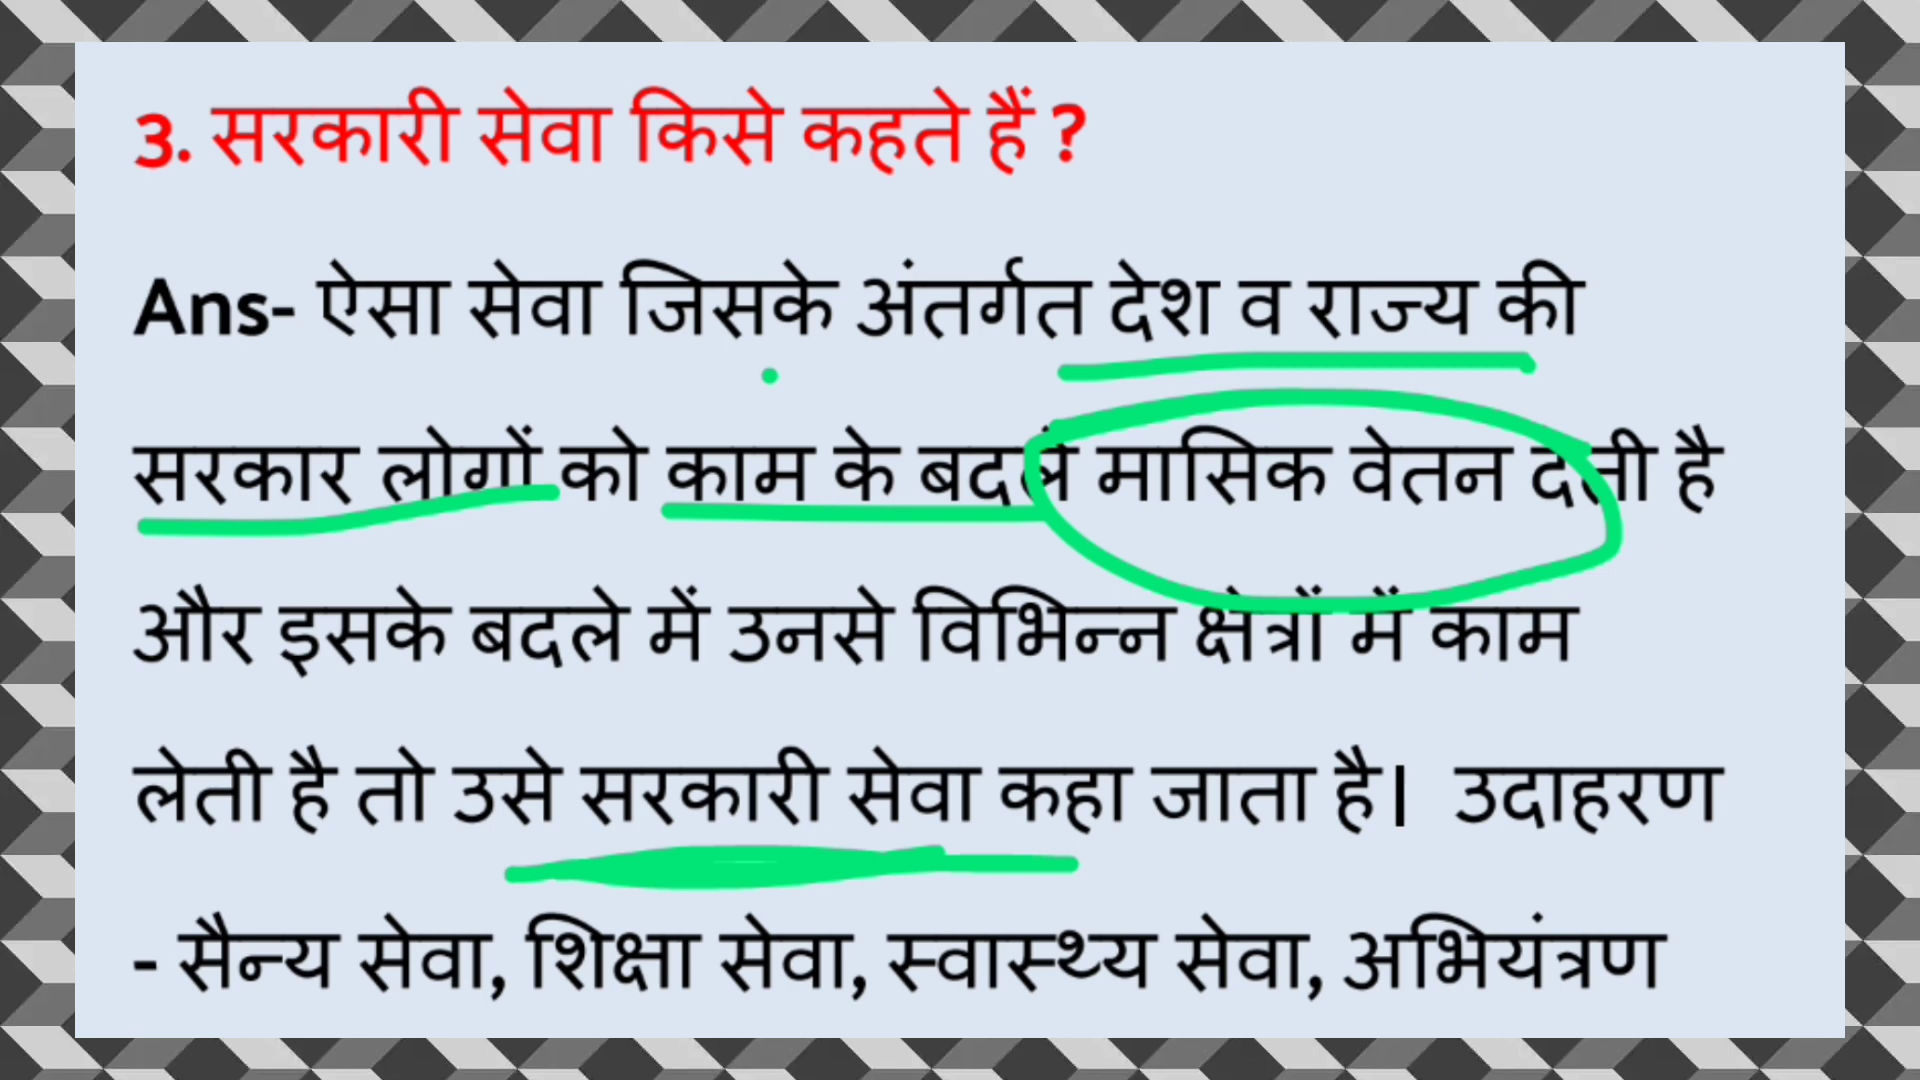 3. सरकारी सेवा किसे कहते हैं ?
Ans- ऐसा सेवा जिसके अंतर्गत देश व राज्य की
सरकार लोगों को काम के बदले मासिक वेतन देती है
और इसके बदले में उनसे विभिन्न क्षेत्रों में काम
लेती है तो उसे सरकारी सेवा कहा जाता है। उदाहरण
- सैन्य सेवा, शिक्षा सेवा, स्वास्थ्य सेवा, अभियंत्रण